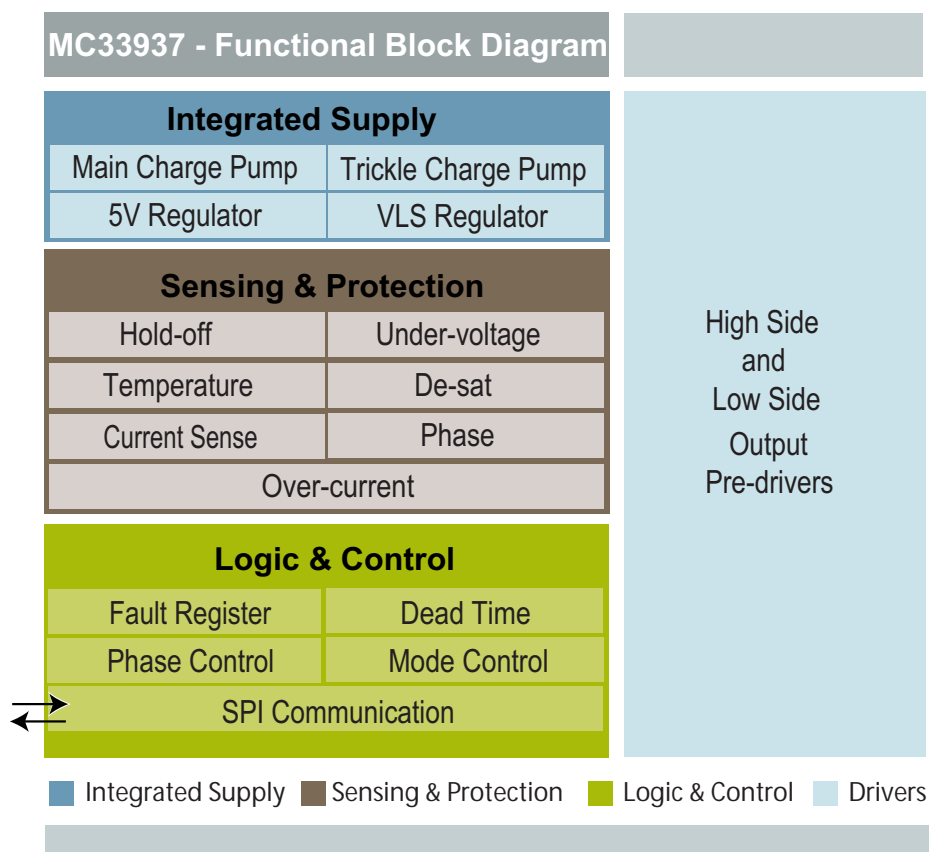 MC33937 - Functional Block Diagram
Integrated Supply
Main Charge Pump
Trickle Charge Pump
5V Regulator
VLS Regulator
Sensing & Protection
Hold-off
Under-voltage
Temperature
De-sat
Current Sense
Phase
Over-current
Logic & Control
Fault Register
Dead Time
Phase Control
Mode Control
SPI Communication
High Side
and
Low Side
Output
Pre-drivers
Integrated Supply
Sensing & Protection
Logic & Control
Drivers